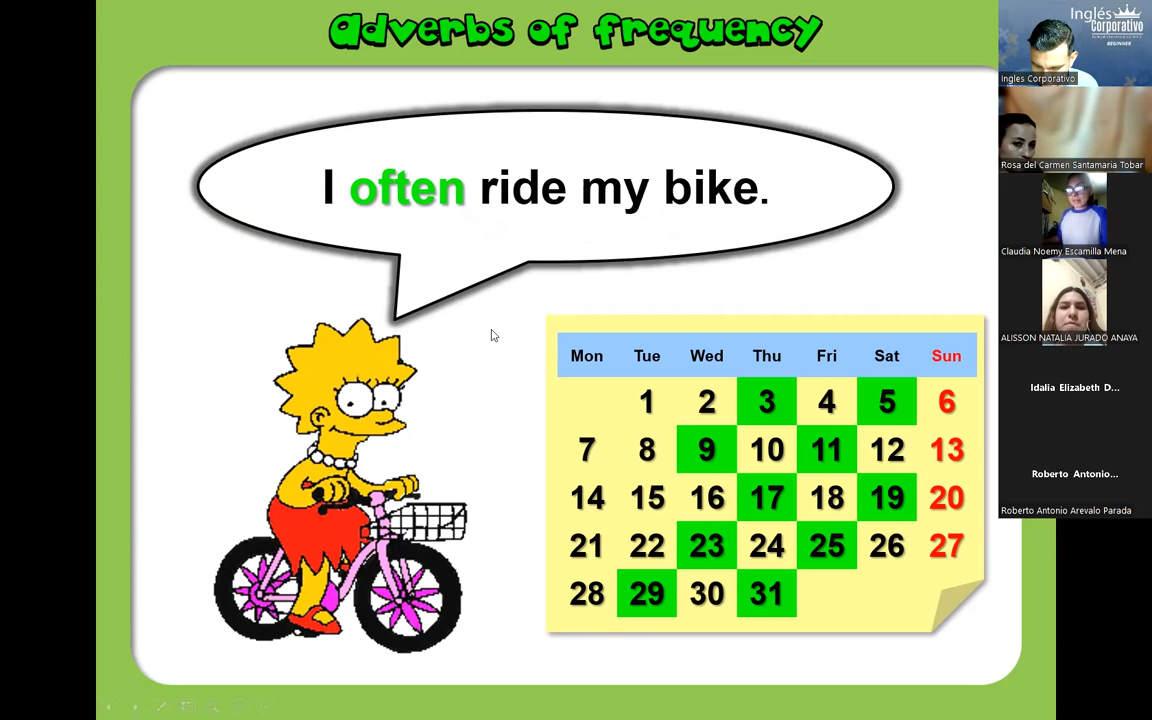 adverbs of frequency
I often ride my bike.
Mon Tue Wed Thu Fri Sat Sun
1 2 3 4 5 6
7 8 9 10 11 12 13
14 15 16 17 18 19 20
21 22 23 24 25 26 27
28 29 30 31
Inglés
Corporativo
BEGINNER
Ingles Corporativo
Rosa del Carmen Santamaria Tobar
Claudia Noemy Escamilla Mena
ALISSON NATALIA JURADO ANAYA
Idalia Elizabeth D...
Roberto Antonio...
Roberto Antonio Arevalo Parada